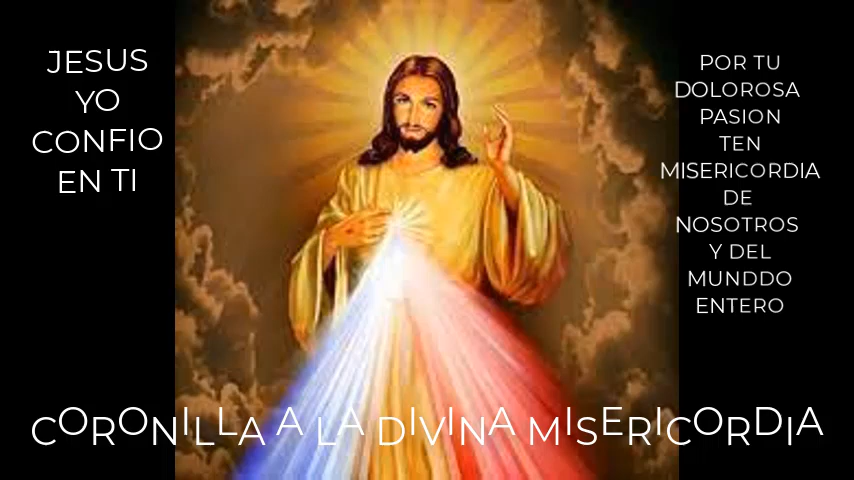 JESUS
YO
CONFIO
EN TI
POR TU
DOLOROSA
PASION
TEN
MISERICORDIA
DE
NOSOTROS
Y DEL
MUNDDO
ENTERO
CORONILLA A LA DIVINA MISERICORDIA